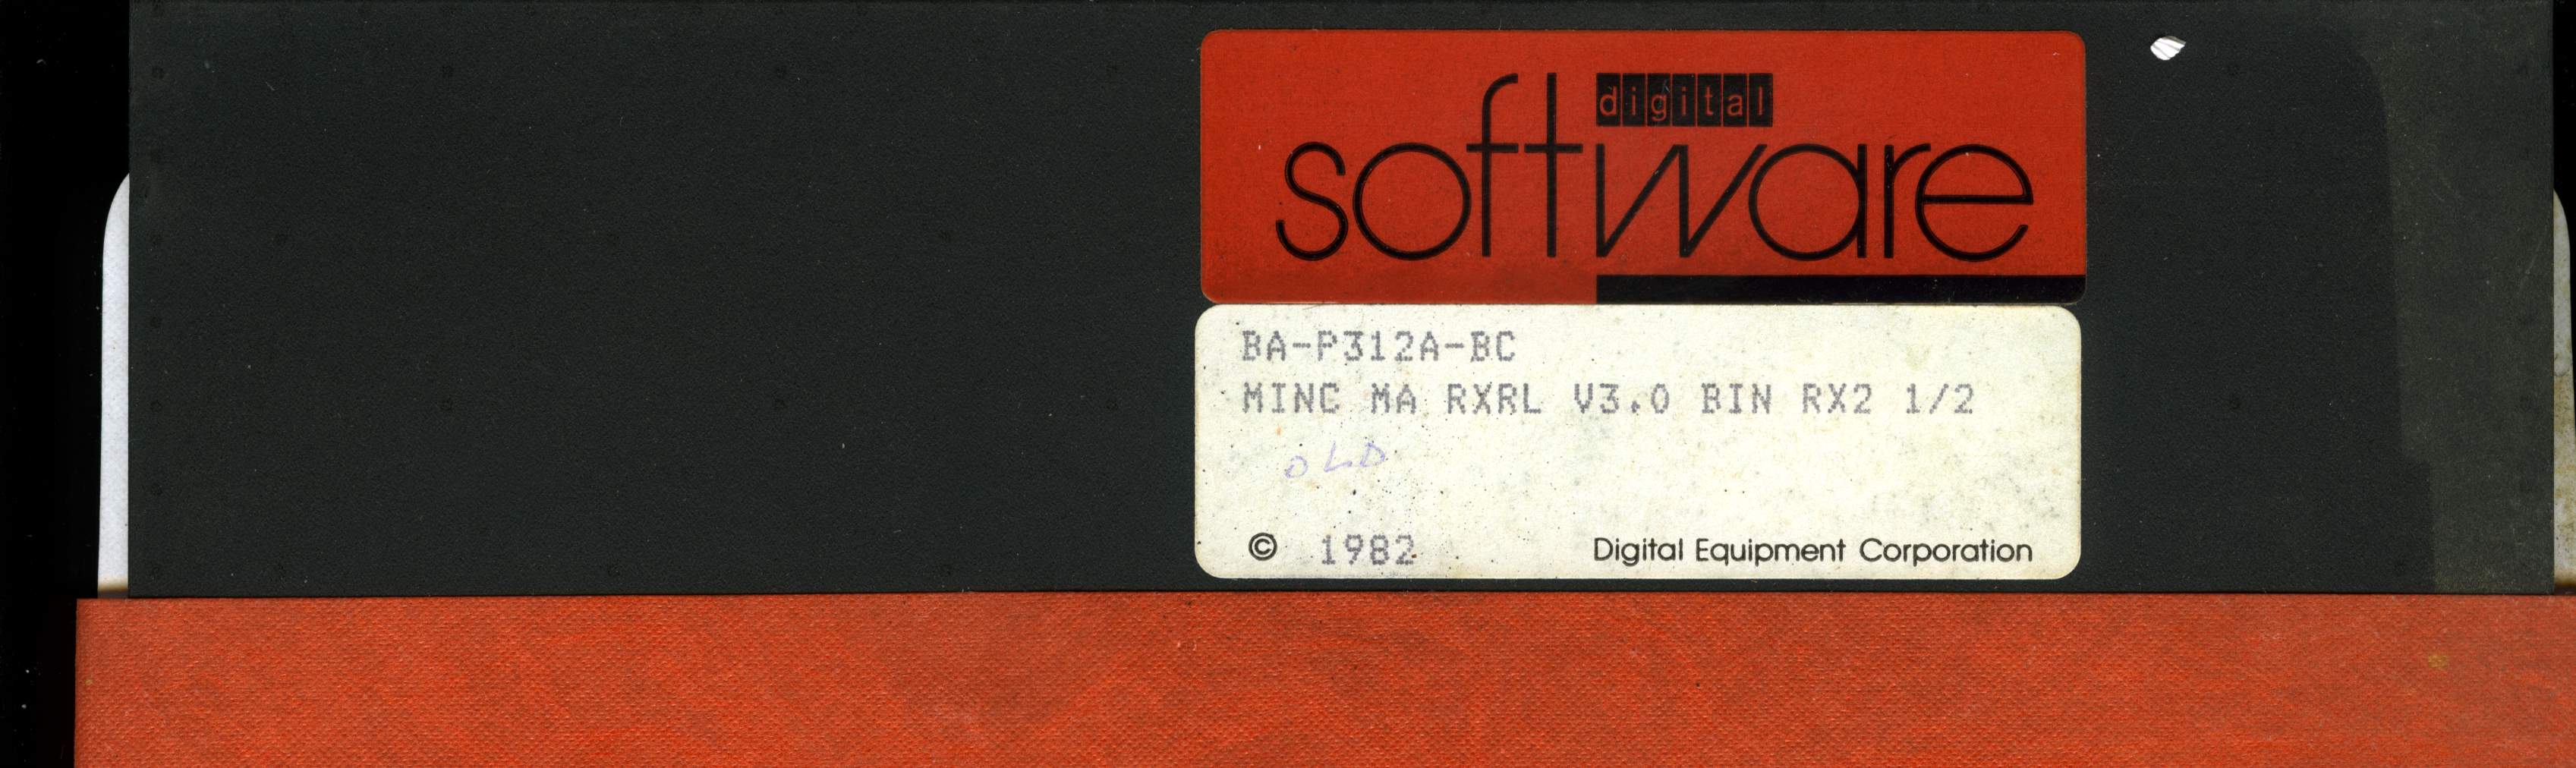 digital
software
BA-P312A-BC
MINC MA RXRL V3.0 BIN RX2 1/2
OLD
© 1982 Digital Equipment Corporation